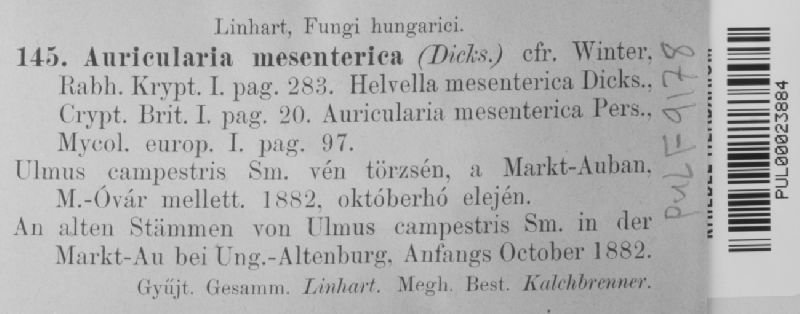 Linhart, Fungi hungarici.
145. Auricularia mesenterica (Dicks.) cfr. Winter,
Rabh. Krypt. I. pag. 283. Helvella mesenterica Dicks.,
Crypt. Brit. I. pag. 20. Auricularia mesenterica Pers.,
Mycol. europ. I. pag. 97.
Ulmus campestris Sm. vén törzsén, a Markt-Auban,
M.-Óvár mellett. 1882, októberhó elején.
An alten Stämmen von Ulmus campestris Sm. in der
Markt-Au bei Ung.-Altenburg, Anfangs October 1882.
Gyűjt. Gesamm. Linhart. Megh. Best. Kalchbrenner.
PUL F9178
PUL00023884